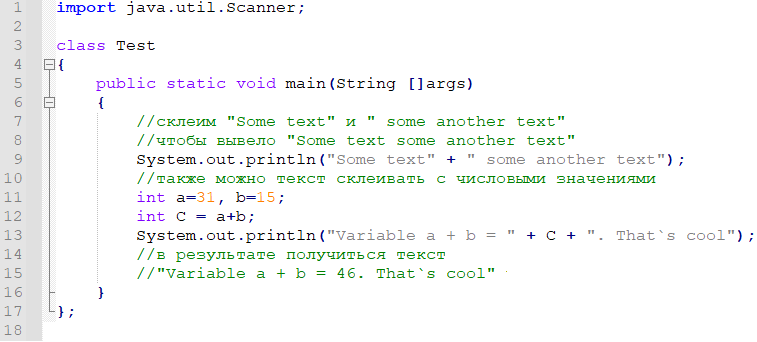 1 import java.util.Scanner;
2
3 class Test
4 {
5 public static void main(String []args)
6 {
7 //склеим "Some text" и " some another text"
8 //чтобы вывело "Some text some another text"
9 System.out.println("Some text" + " some another text");
10 //также можно текст склеивать с числовыми значениями
11 int a=31, b=15;
12 int C = a+b;
13 System.out.println("Variable a + b = " + C + ". That`s cool");
14 //в результате получиться текст
15 //"Variable a + b = 46. That`s cool"
16 }
17 };
18